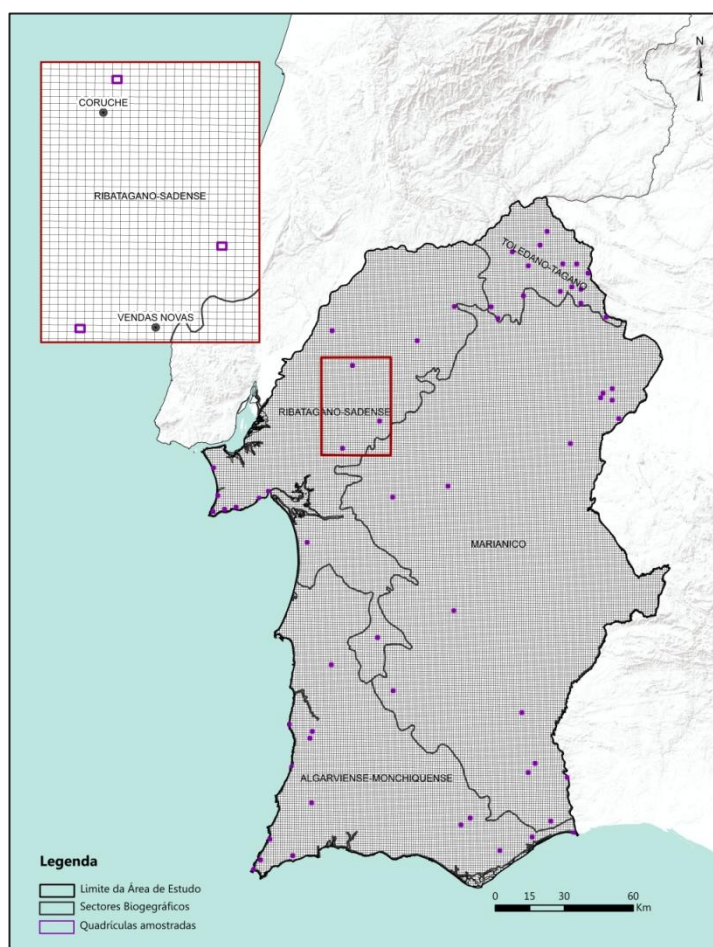 N
CORUCHE
RIBATAGANO-SADENSE
VENDAS NOVAS
TOLEDANO-TAGANO
RIBATAGANO-SADENSE
MARIANICO
ALGARVIENSE-MONCHIQUENSE
Legenda
Limite da Área de Estudo
Sectores Biogegráficos
Quadrículas amostradas
0 15 30 60
Km